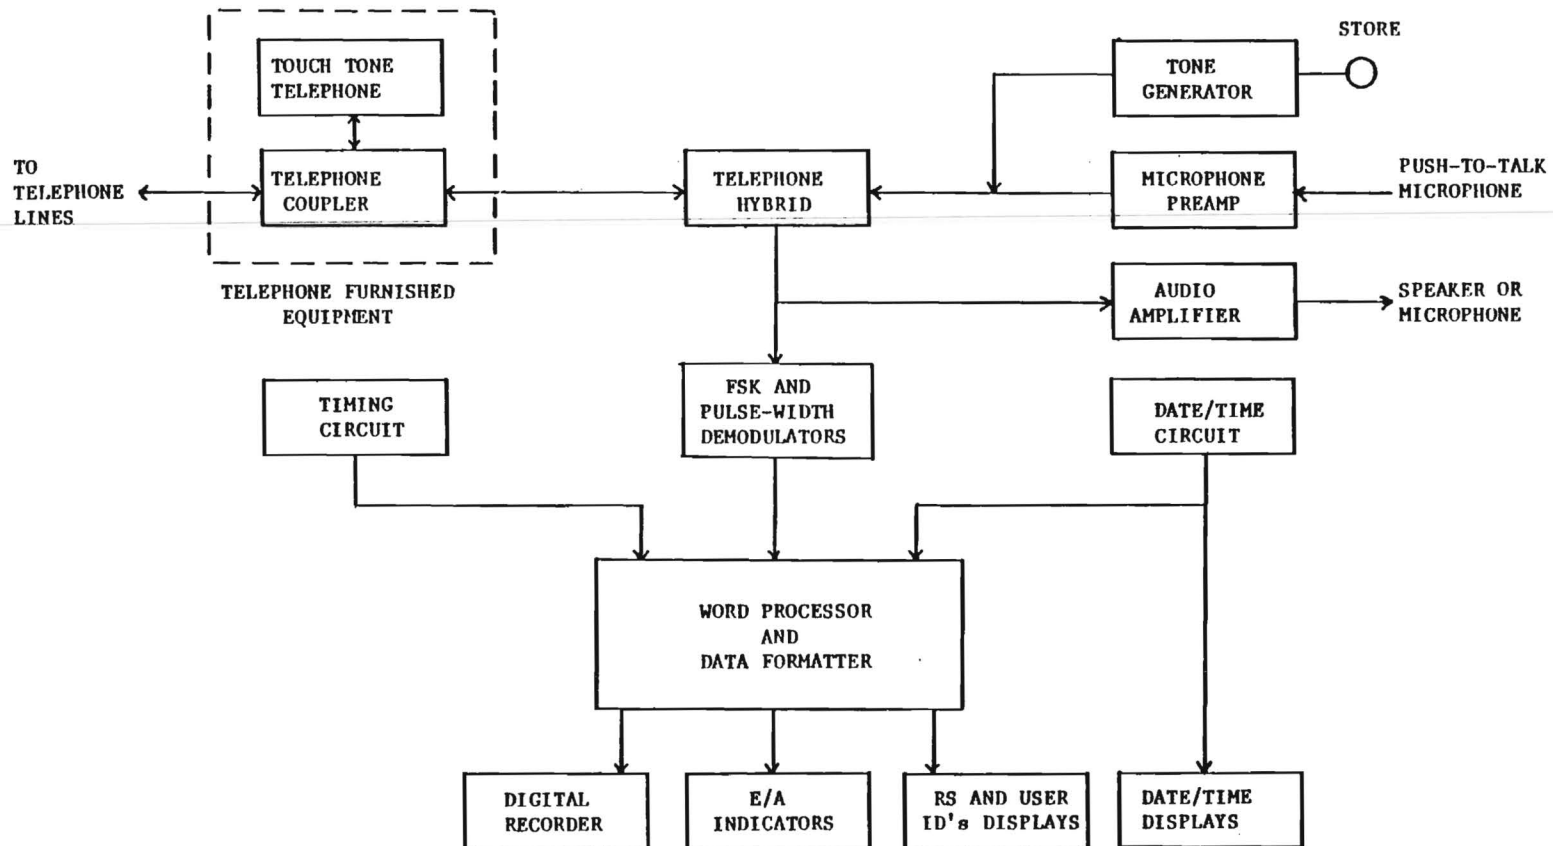 STORE
TOUCH TONE
TELEPHONE
TONE
GENERATOR
TO
TELEPHONE
LINES
TELEPHONE
COUPLER
TELEPHONE
HYBRID
MICROPHONE
PREAMP
PUSH-TO-TALK
MICROPHONE
TELEPHONE FURNISHED
EQUIPMENT
AUDIO
AMPLIFIER
SPEAKER OR
MICROPHONE
TIMING
CIRCUIT
FSK AND
PULSE-WIDTH
DEMODULATORS
DATE/TIME
CIRCUIT
WORD PROCESSOR
AND
DATA FORMATTER
DIGITAL
RECORDER
E/A
INDICATORS
RS AND USER
ID's DISPLAYS
DATE/TIME
DISPLAYS